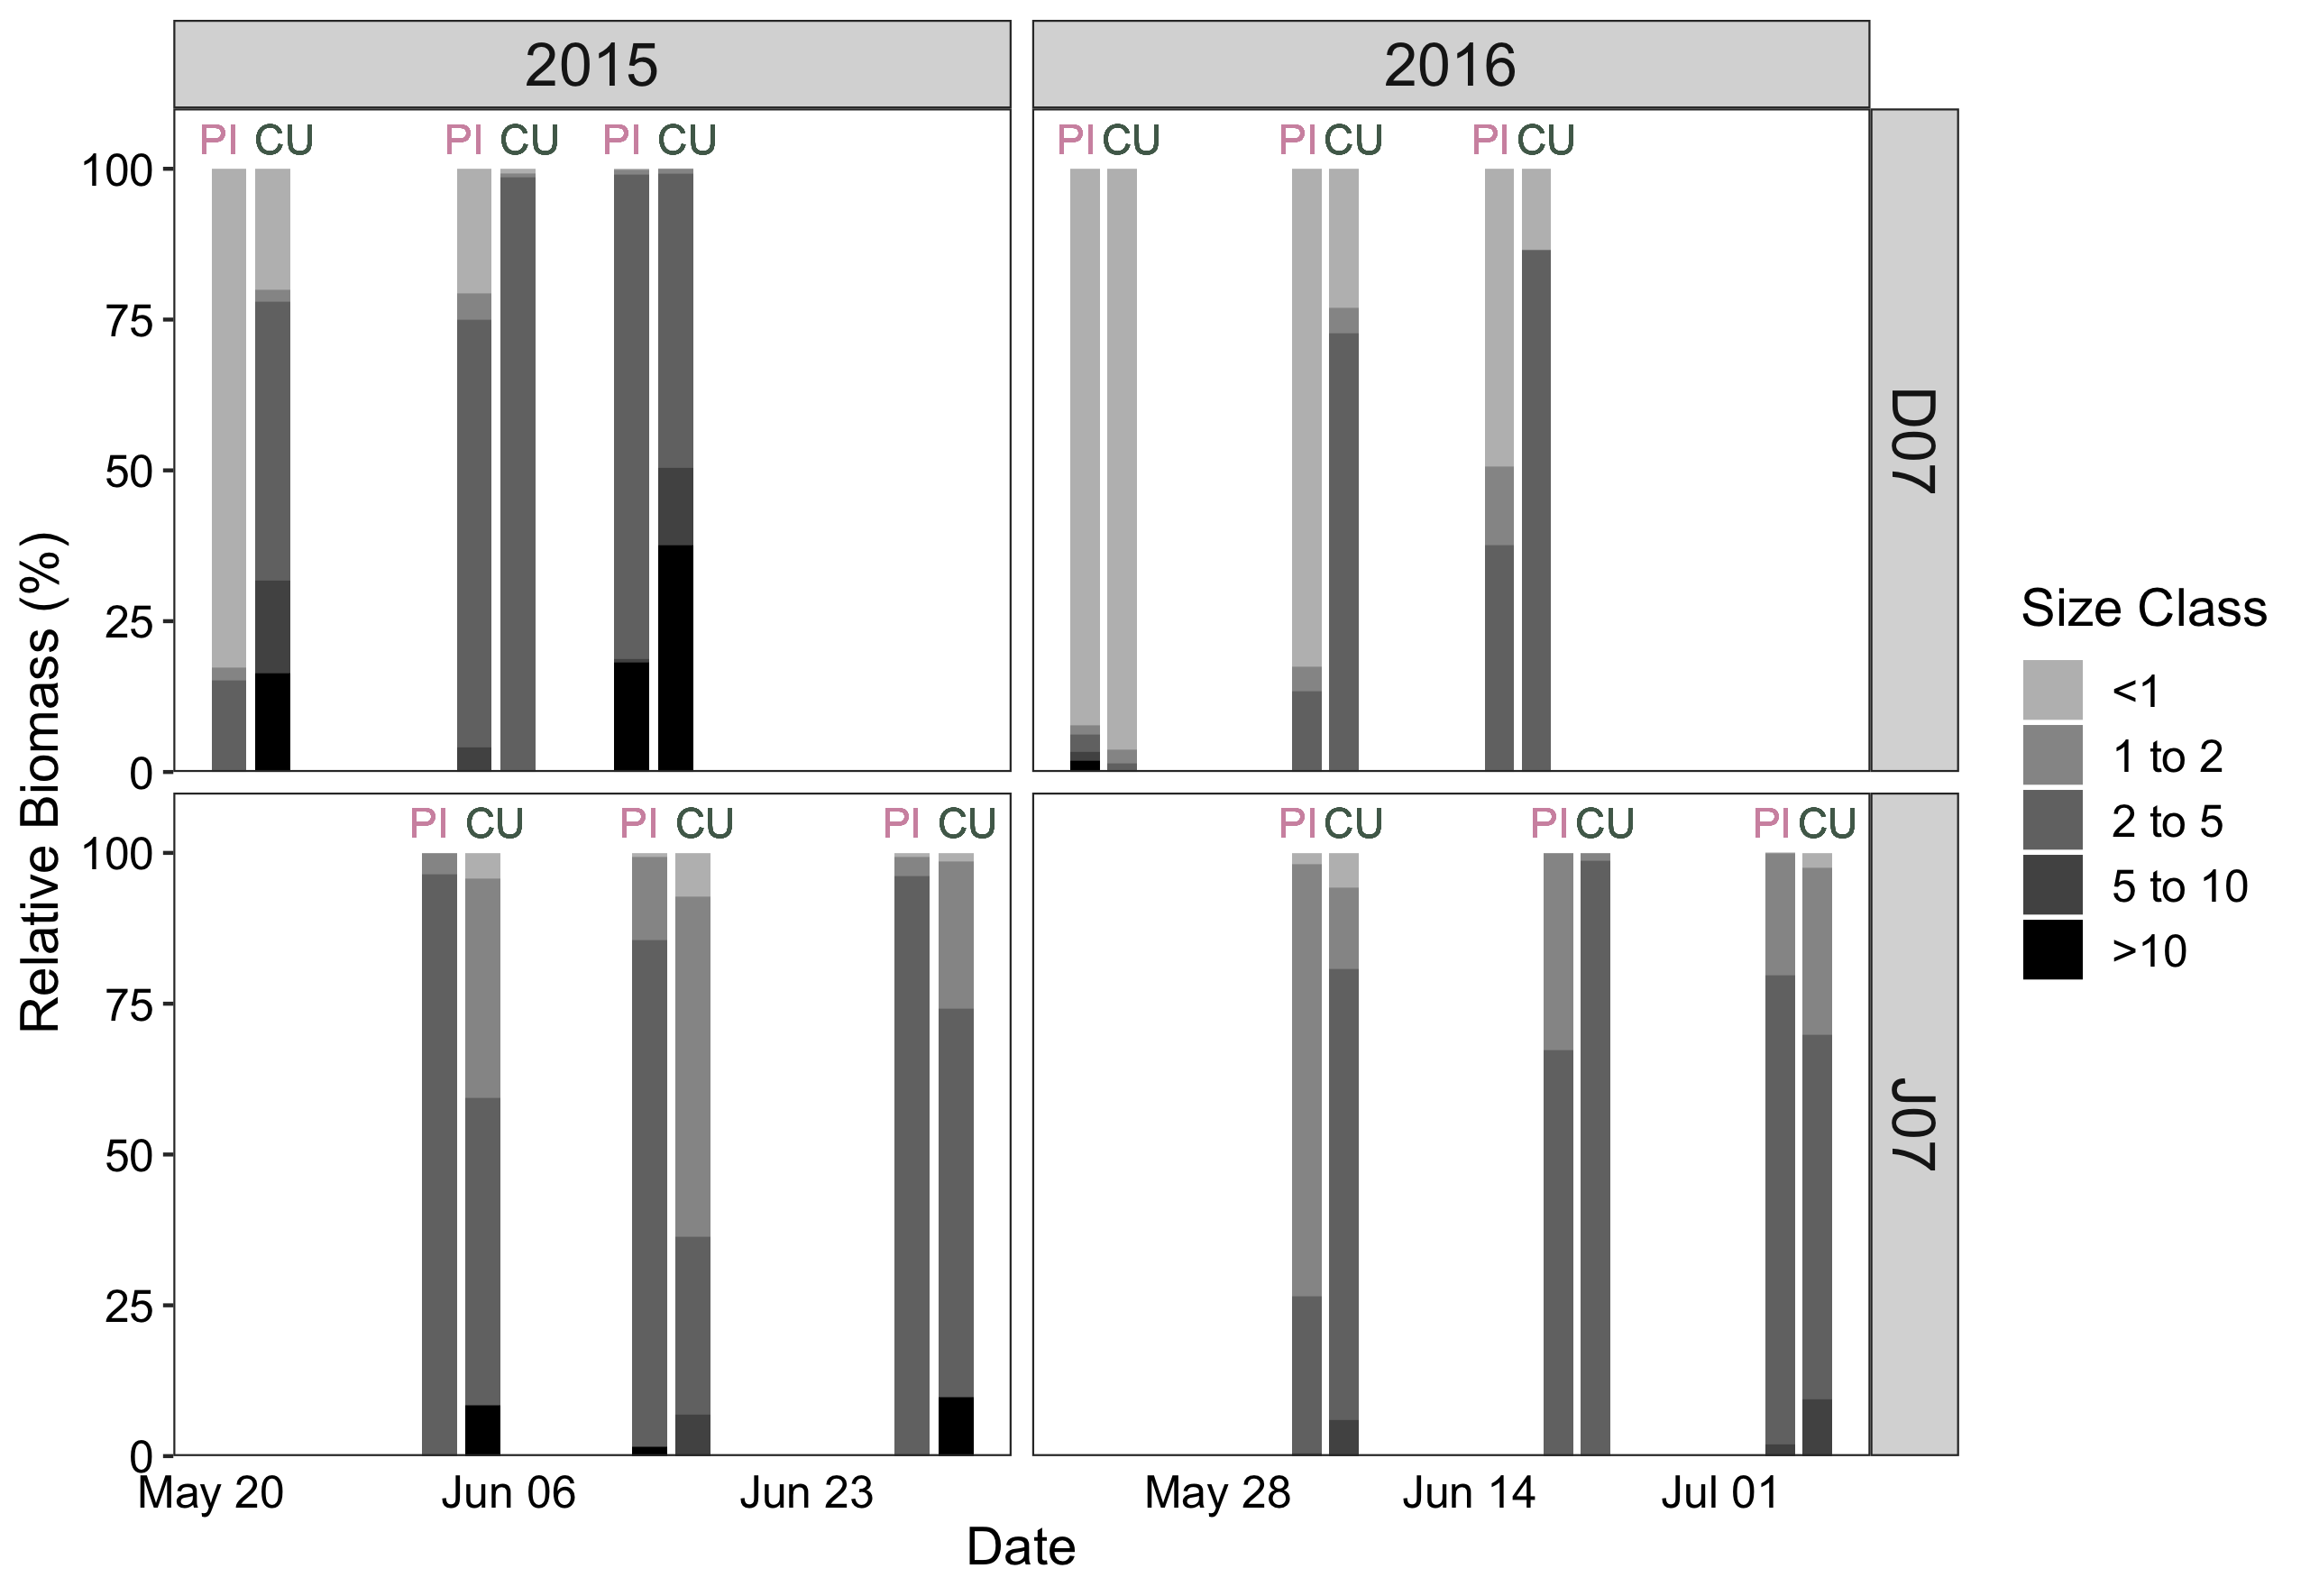 2015 2016
PI CU PI CU PI CU PI CU PI CU PI CU
100
75
50
25
0
D07
PI CU PI CU PI CU PI CU PI CU PI CU
100
75
50
25
0
J07
Relative Biomass (%)
May 20 Jun 06 Jun 23 May 28 Jun 14 Jul 01
Date
Size Class
<1
1 to 2
2 to 5
5 to 10
>10